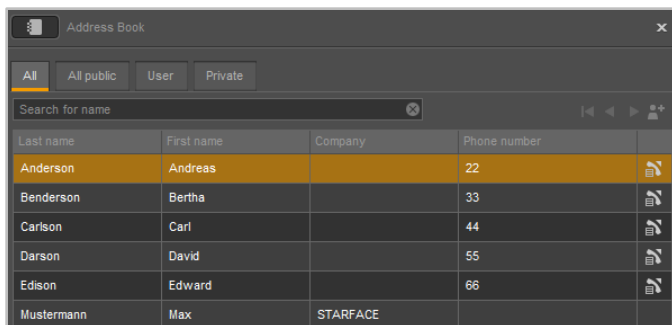 Address Book
All All public User Private
Search for name
Last name First name Company Phone number
Anderson Andreas 22
Benderson Bertha 33
Carlson Carl 44
Darson David 55
Edison Edward 66
Mustermann Max STARFACE